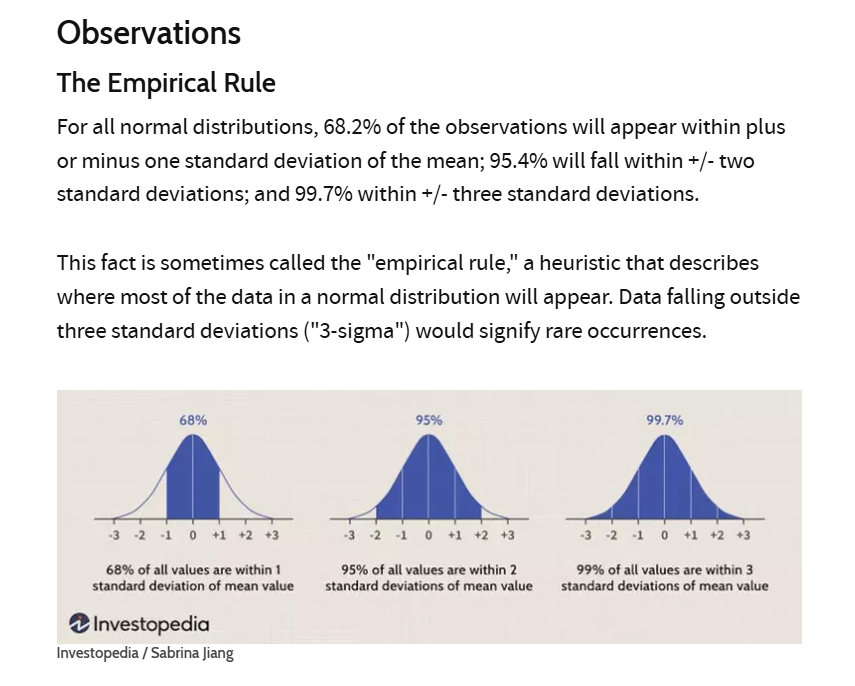 Observations
The Empirical Rule
For all normal distributions, 68.2% of the observations will appear within plus
or minus one standard deviation of the mean; 95.4% will fall within +/- two
standard deviations; and 99.7% within +/- three standard deviations.
This fact is sometimes called the "empirical rule," a heuristic that describes
where most of the data in a normal distribution will appear. Data falling outside
three standard deviations ("3-sigma") would signify rare occurrences.
68%
-3 -2 -1 0 +1 +2 +3
68% of all values are within 1
standard deviation of mean value
95%
-3 -2 -1 0 +1 +2 +3
95% of all values are within 2
standard deviations of mean value
99.7%
-3 -2 -1 0 +1 +2 +3
99% of all values are within 3
standard deviations of mean value
Investopedia
Investopedia / Sabrina Jiang